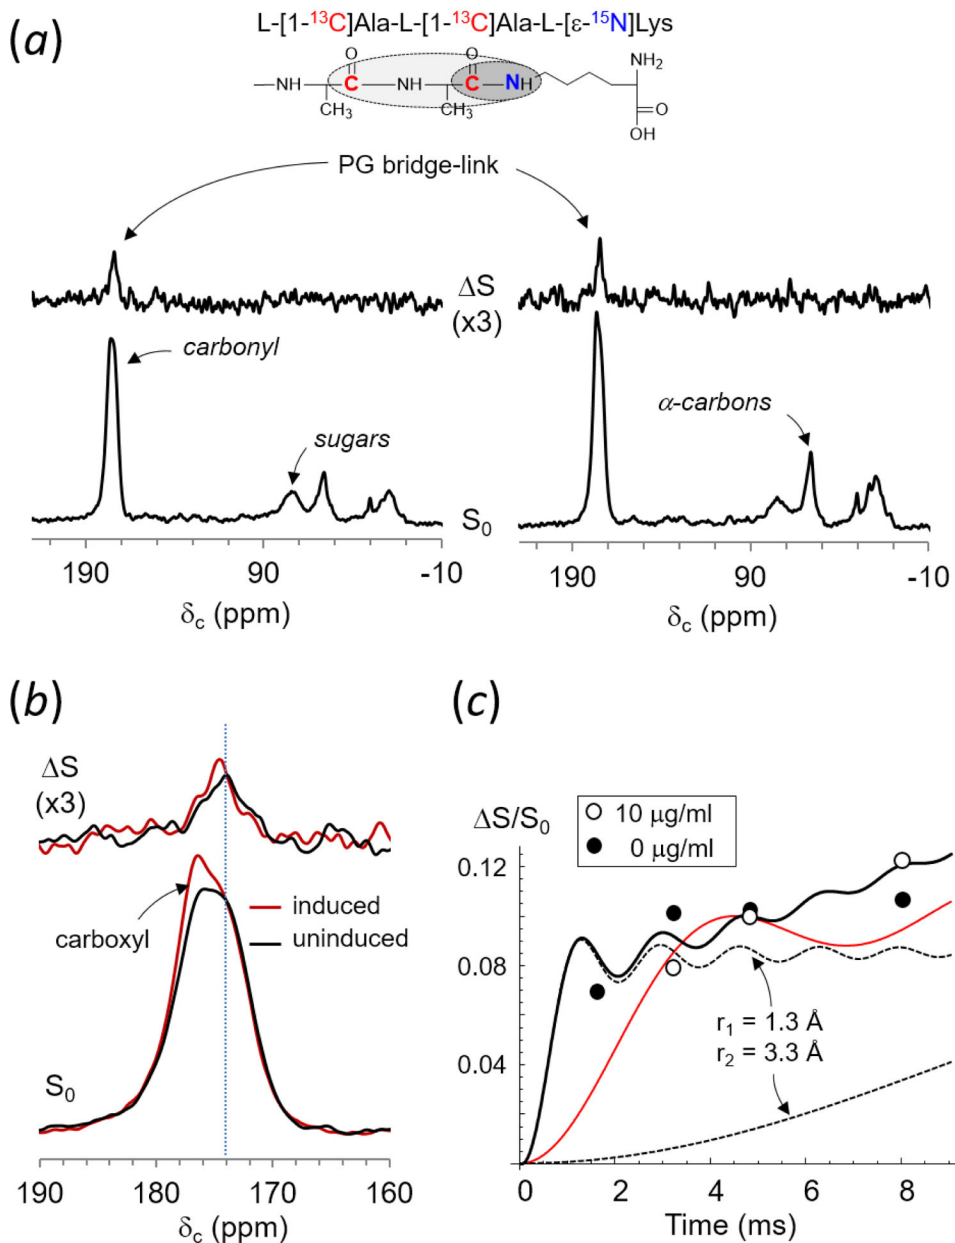 (a)
L-[1-¹³C]Ala-L-[1-¹³C]Ala-L-[ε-¹⁵N]Lys
O
O
NH
C
NH
C
NH
NH₂
CH₃
CH₃
O
OH
PG bridge-link
ΔS
(x3)
carbonyl
α-carbons
sugars
S₀
190
90
-10
190
90
-10
δc (ppm)
δc (ppm)
(b)
(c)
ΔS
(x3)
ΔS/S₀
10 μg/ml
0 μg/ml
0.12
induced
carboxyl
uninduced
0.08
r₁ = 1.3 Å
r₂ = 3.3 Å
0.04
S₀
190
180
170
160
0
2
4
6
8
δc (ppm)
Time (ms)